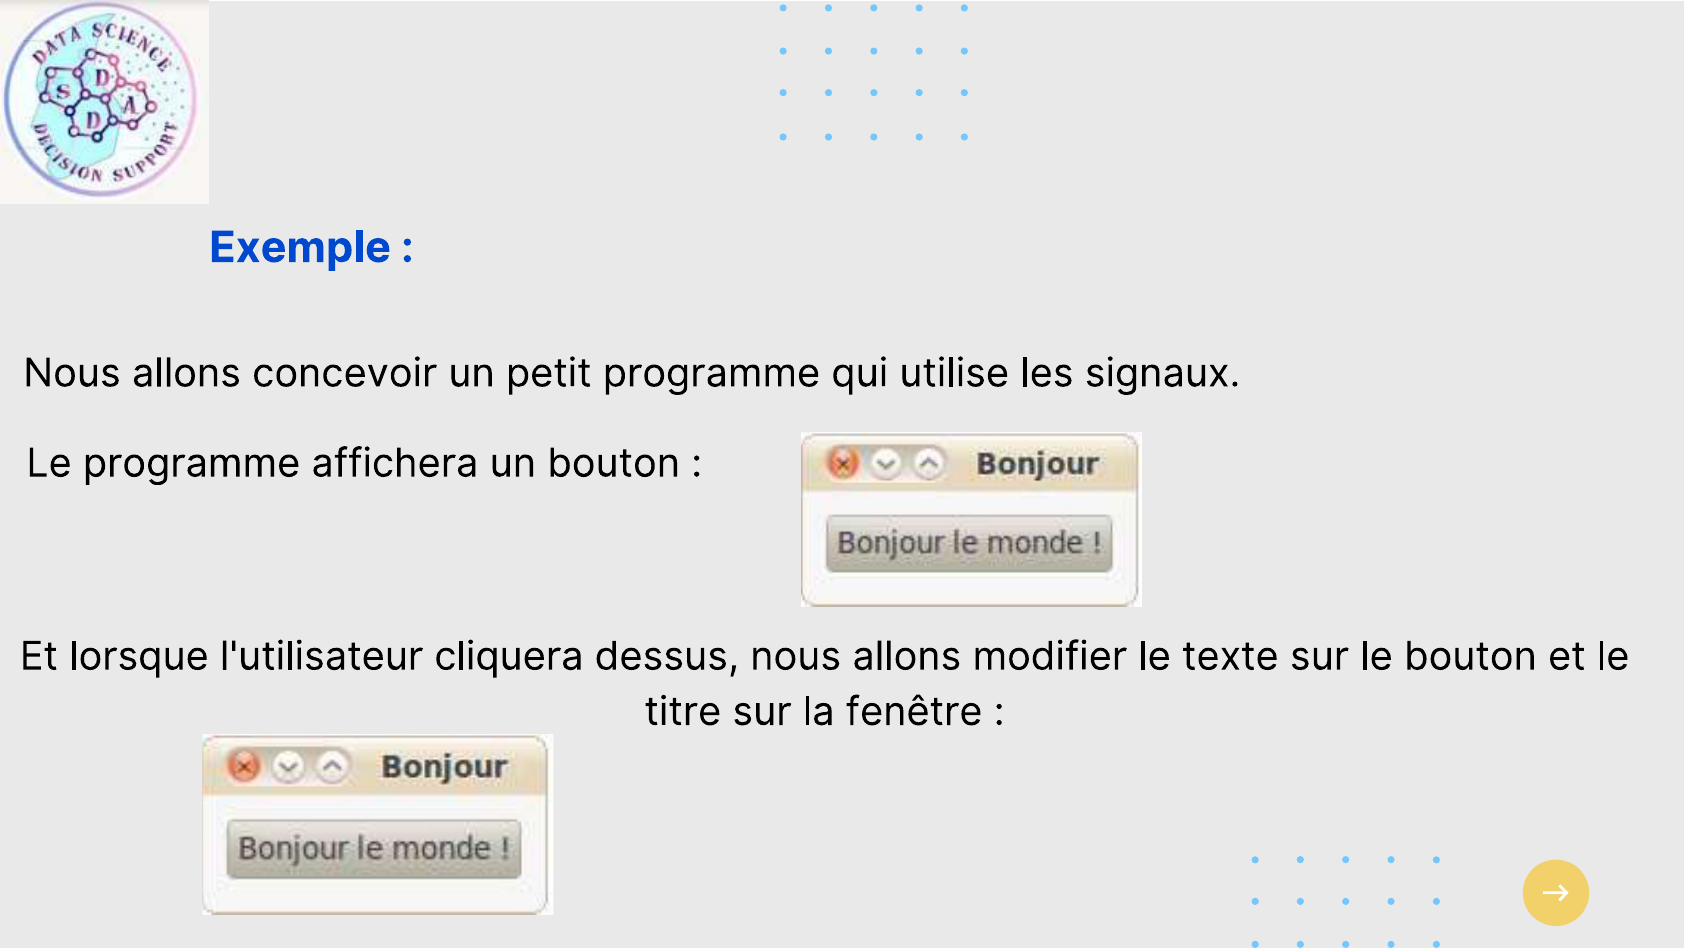 DATA SCIENCE
S D D A
DECISION SUPPORT
Exemple :
Nous allons concevoir un petit programme qui utilise les signaux.
Le programme affichera un bouton :
Bonjour
Bonjour le monde !
Et lorsque l'utilisateur cliquera dessus, nous allons modifier le texte sur le bouton et le
titre sur la fenêtre :
Bonjour
Bonjour le monde !